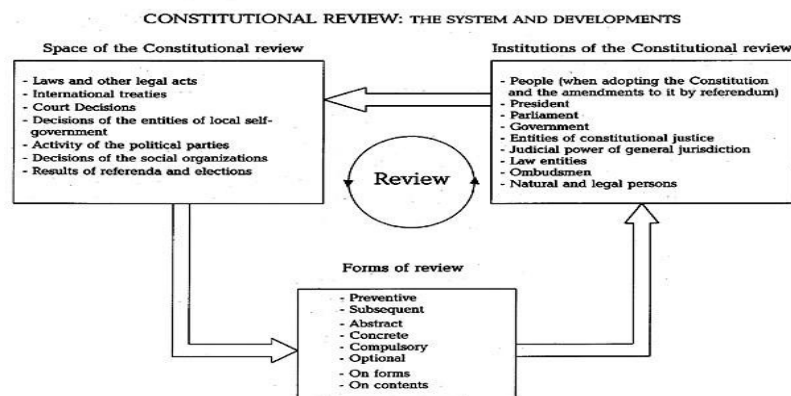 CONSTITUTIONAL REVIEW: THE SYSTEM AND DEVELOPMENTS
Space of the Constitutional review
- Laws and other legal acts
- International treaties
- Court Decisions
- Decisions of the entities of local self-
government
- Activity of the political parties
- Decisions of the social organizations
- Results of referenda and elections
Institutions of the Constitutional review
- People (when adopting the Constitution
and the amendments to it by referendum)
- President
- Parliament
- Government
- Entities of constitutional justice
- Judicial power of general jurisdiction
- Law entities
- Ombudsmen
- Natural and legal persons
Review
Forms of review
- Preventive
- Subsequent
- Abstract
- Concrete
- Compulsory
- Optional
- On forms
- On contents